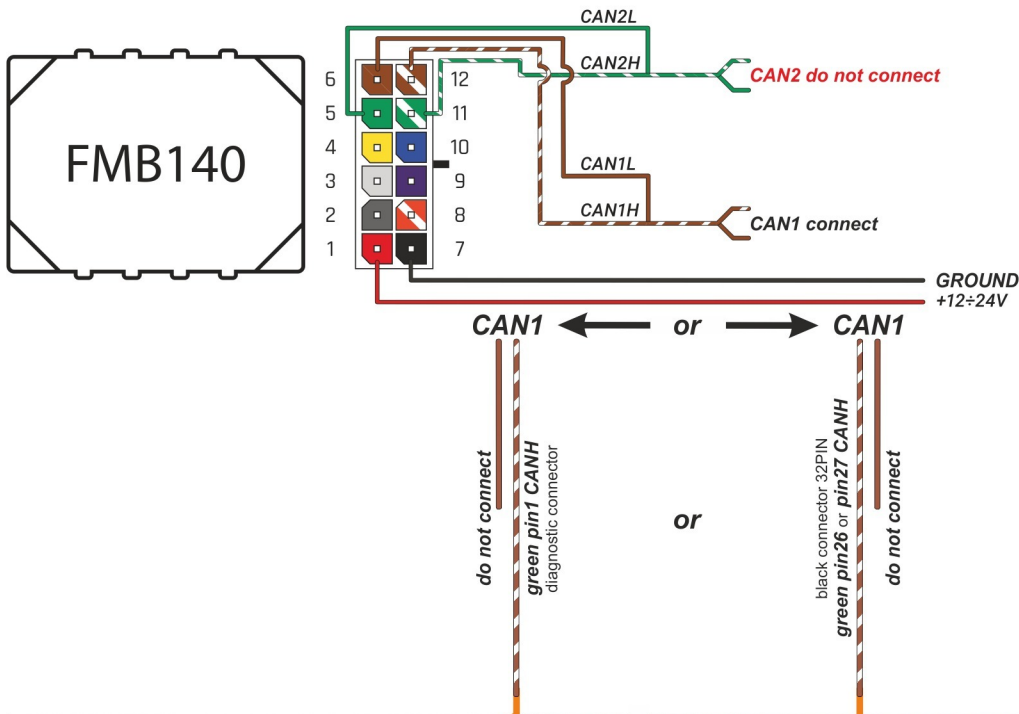 CAN2L
CAN2H
CAN2 do not connect
FMB140
6
12
5
11
4
10
3
9
2
8
1
7
CAN1L
CAN1H
CAN1 connect
GROUND
+12÷24V
CAN1
or
CAN1
do not connect
green pin1 CANH
diagnostic connector
or
black connector 32PIN
green pin26 or pin27 CANH
do not connect